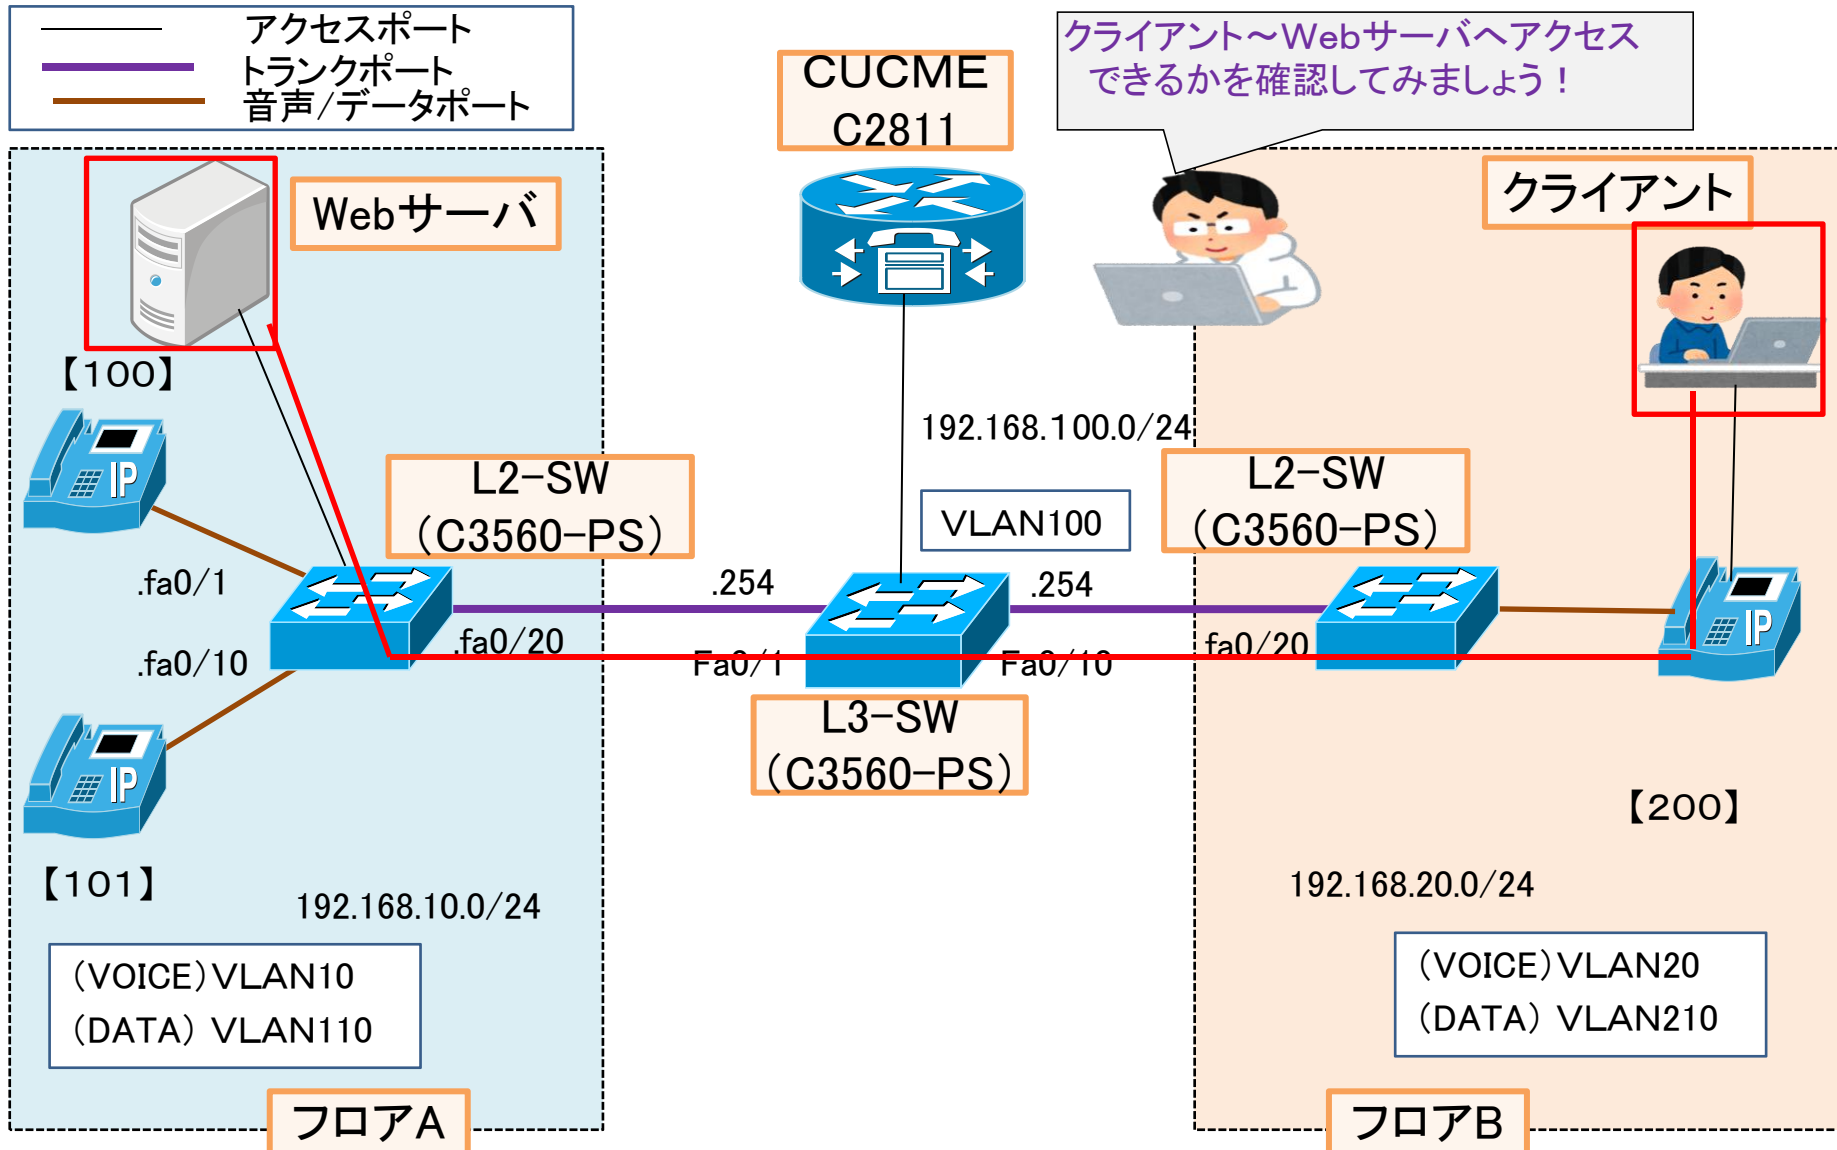 アクセスポート
トランクポート
音声/データポート
CUCME
C2811
クライアント～Webサーバへアクセス
できるかを確認してみましょう！
Webサーバ
クライアント
【100】
IP
192.168.100.0/24
L2-SW
（C3560-PS）
VLAN100
L2-SW
（C3560-PS）
.fa0/1
.254
.254
IP
.fa0/10
.fa0/20
Fa0/1
Fa0/10
fa0/20
L3-SW
（C3560-PS）
IP
【200】
【101】
192.168.10.0/24
192.168.20.0/24
（VOICE）VLAN10
（DATA） VLAN110
（VOICE）VLAN20
（DATA） VLAN210
フロアA
フロアB